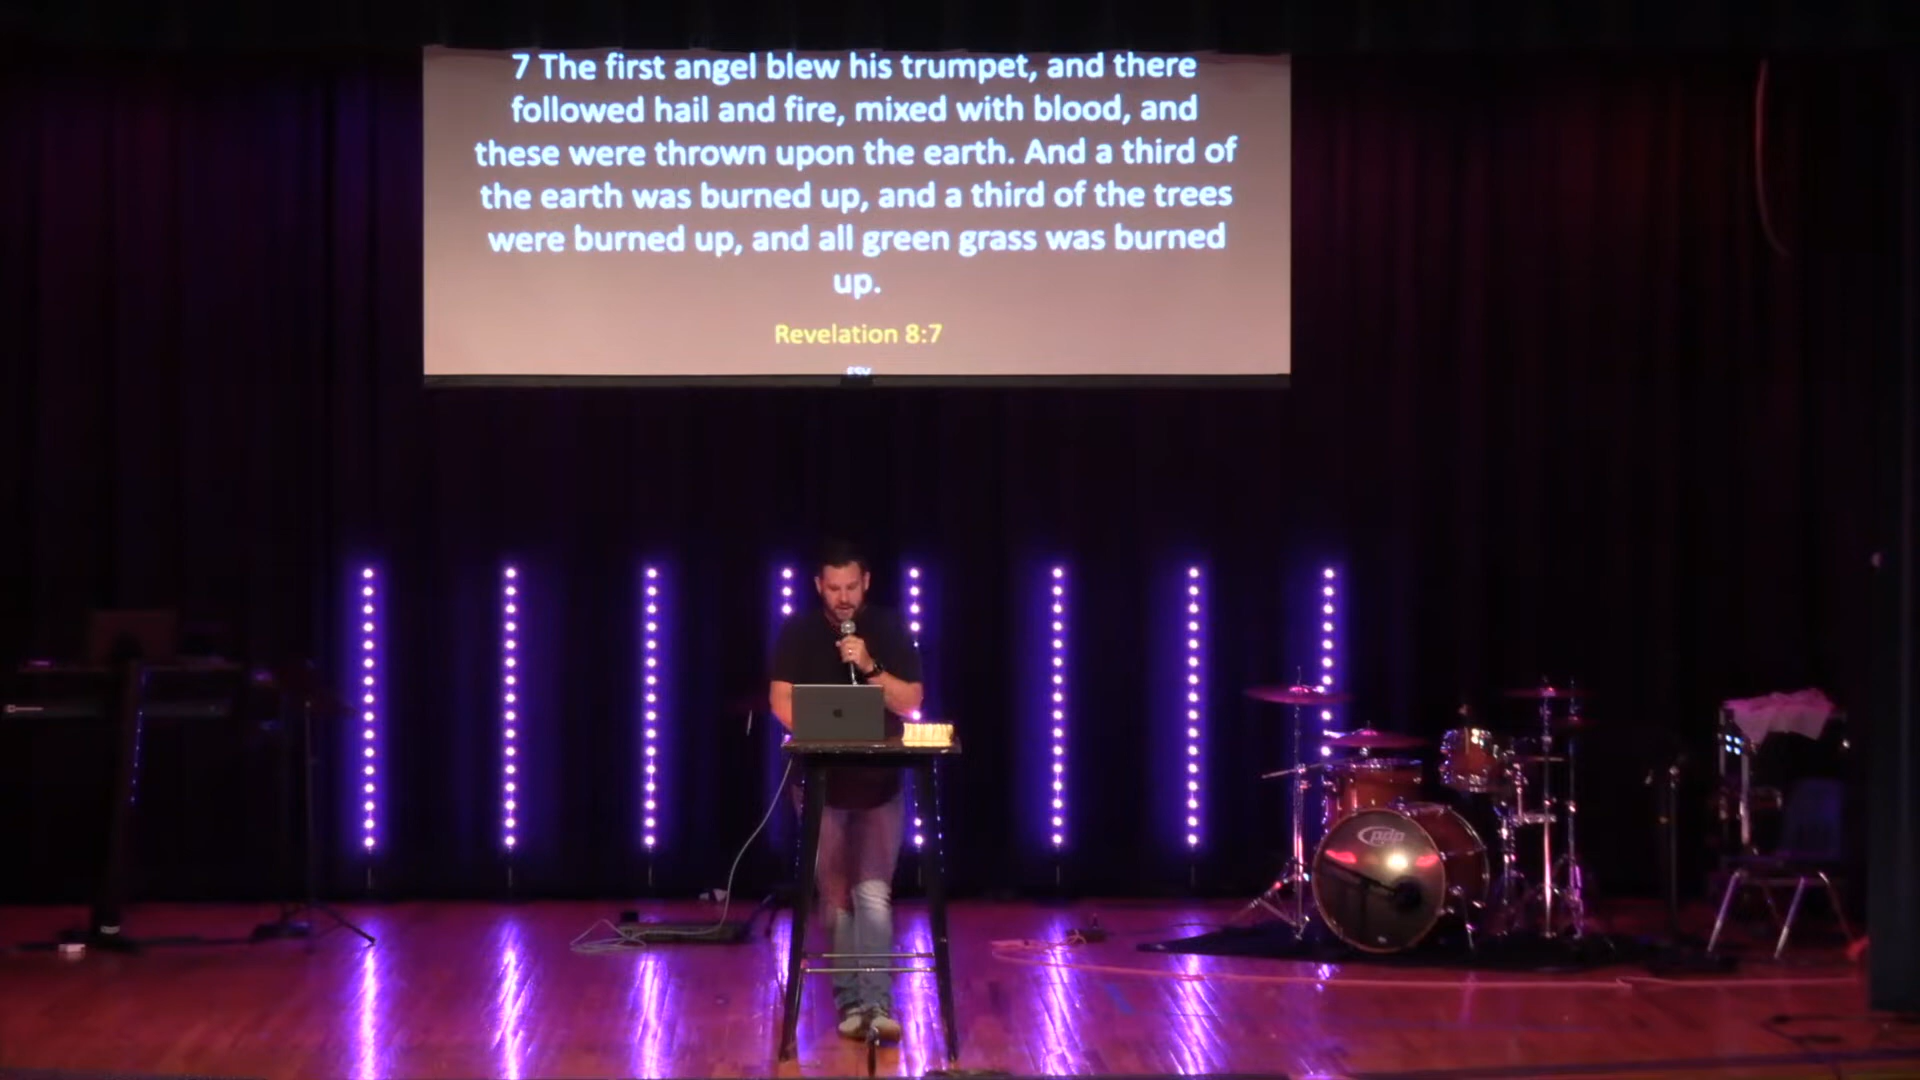 7 The first angel blew his trumpet, and there
followed hail and fire, mixed with blood, and
these were thrown upon the earth. And a third of
the earth was burned up, and a third of the trees
were burned up, and all green grass was burned
up.
Revelation 8:7
ESV
pdp